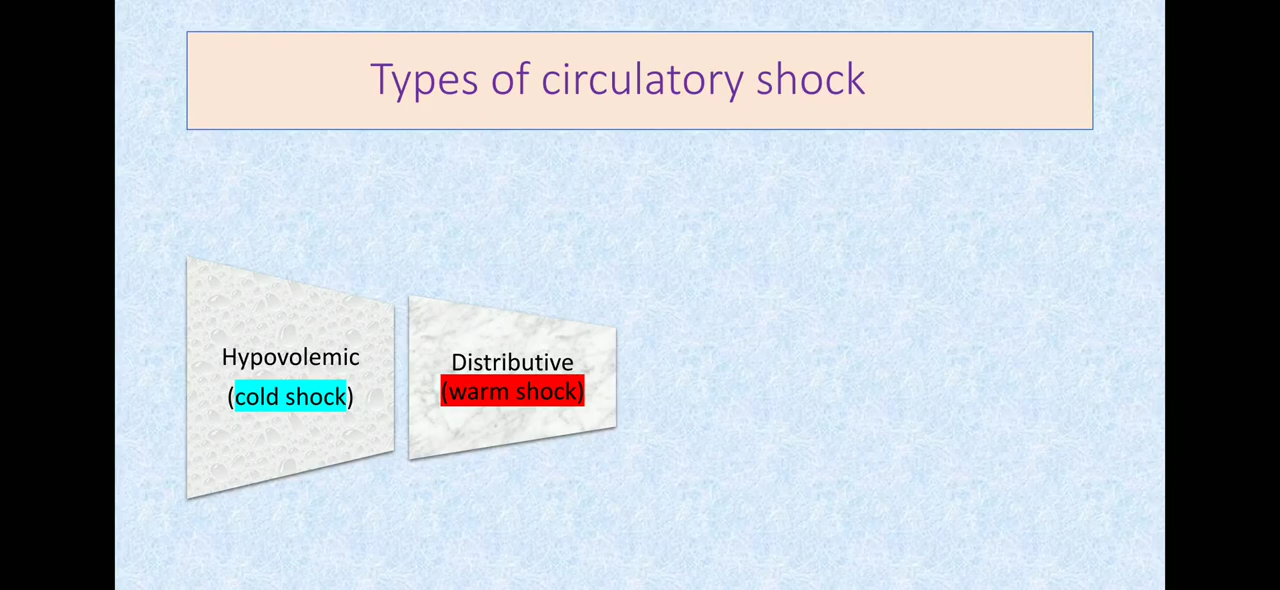 Types of circulatory shock
Hypovolemic
(cold shock)
Distributive
(warm shock)